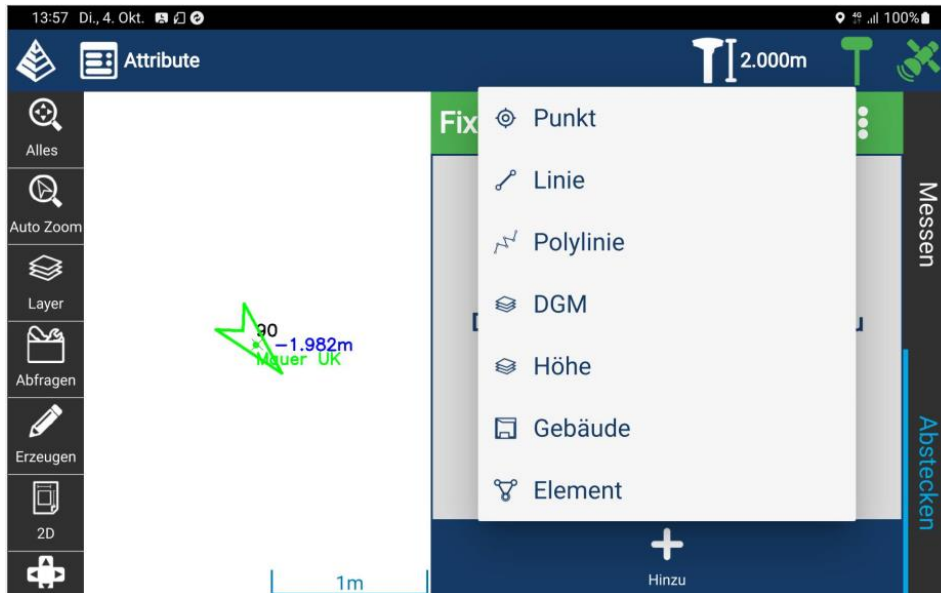 13:57 Di., 4. Okt. 4G 100%
Attribute 2.000m
Alles
Auto Zoom
Layer
Abfragen
Erzeugen
2D
90
-1.982m
Mauer UK
1m
Fix
Punkt
Linie
Polylinie
DGM
Höhe
Gebäude
Element
Hinzu
Messen
Abstecken